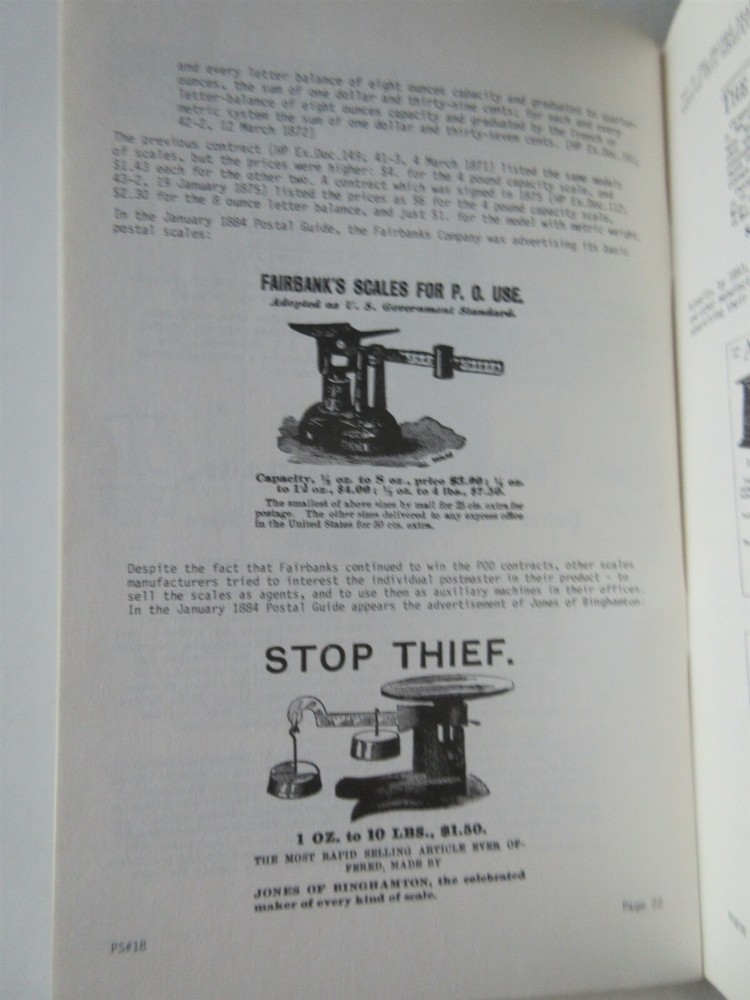 and every letter balance of eight ounces capacity and graduated to quarter-
ounces, the sum of one dollar and thirty-nine cents; for each and every
letter-balance of eight ounces capacity and graduated by the French or
metric system the sum of one dollar and thirty-seven cents. (HP Ex.Doc.
42-2, 12 March 1872)
The previous contract (HP Ex.Doc.149; 41-3, 4 March 1871) listed the same models
of scales, but the prices were higher: $4. for the 4 pound capacity scale, and
$1.43 each for the other two. A contract which was signed in 1875 (HP Ex.Doc.
43-2, 19 January 1875) listed the prices as $6 for the 4 pound capacity scale,
$2.30 for the 8 ounce letter balance, and just $1. for the model with metric weight.
In the January 1884 Postal Guide, the Fairbanks Company was advertising its basic
postal scales:
FAIRBANK'S SCALES FOR P. O. USE.
Adapted as U. S. Government Standard.
Capacity, ½ oz. to 8 oz., price $3.00; ½ oz.
to 12 oz., $4.00; ½ oz. to 4 lbs., $7.50.
The smallest of above sizes by mail for 25 cts. extra for
postage. The other sizes delivered to any express office
in the United States for 50 cts. extra.
Despite the fact that Fairbanks continued to win the POD contracts, other scales
manufacturers tried to interest the individual postmaster in their product - to
sell the scales as agents, and to use them as auxiliary machines in their offices.
In the January 1884 Postal Guide appears the advertisement of Jones of Binghamton:
STOP THIEF.
1 OZ. to 10 LBS., $1.50.
THE MOST RAPID SELLING ARTICLE EVER OF-
FERED, MADE BY
JONES OF BINGHAMTON, the celebrated
maker of every kind of scale.
PS#18
Page